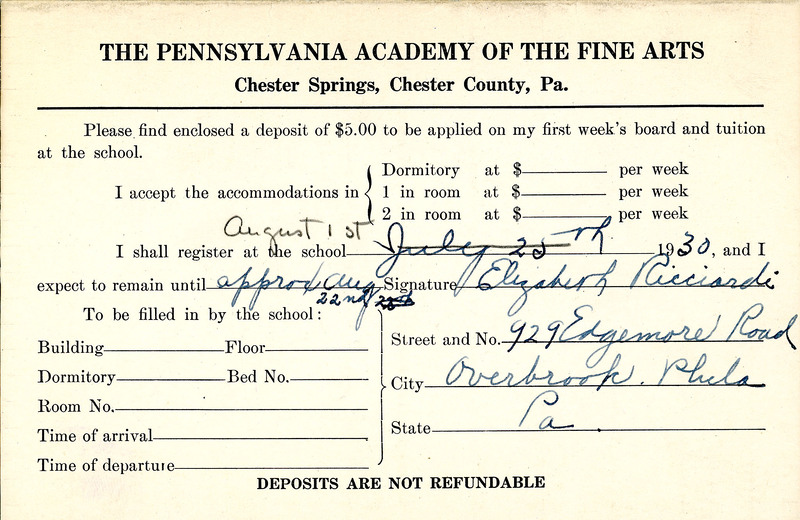 THE PENNSYLVANIA ACADEMY OF THE FINE ARTS
Chester Springs, Chester County, Pa.
Please find enclosed a deposit of $5.00 to be applied on my first week's board and tuition
at the school.
Dormitory at $ per week
I accept the accommodations in 1 in room at $ per week
2 in room at $ per week
August 1st
I shall register at the school July 25th 1930, and I
expect to remain until approx Aug Signature Elizabeth Ricciardi
22nd 25th
To be filled in by the school:
Street and No. 929 Edgemore Road
Building Floor
Dormitory Bed No.
City Overbrook. Phila
Room No.
State Pa
Time of arrival
Time of departure
DEPOSITS ARE NOT REFUNDABLE